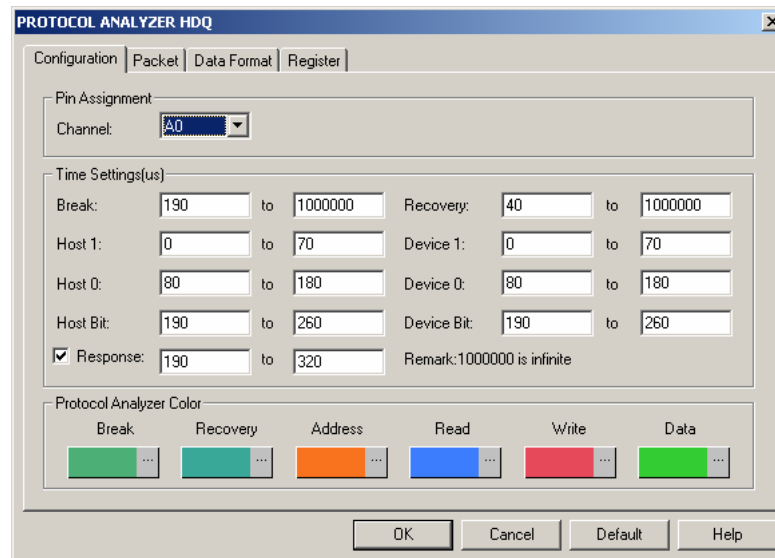 PROTOCOL ANALYZER HDQ
Configuration Packet Data Format Register
Pin Assignment
Channel: A0
Time Settings(us)
Break: 190 to 1000000 Recovery: 40 to 1000000
Host 1: 0 to 70 Device 1: 0 to 70
Host 0: 80 to 180 Device 0: 80 to 180
Host Bit: 190 to 260 Device Bit: 190 to 260
Response: 190 to 320 Remark:1000000 is infinite
Protocol Analyzer Color
Break Recovery Address Read Write Data
... ... ... ... ... ...
OK Cancel Default Help